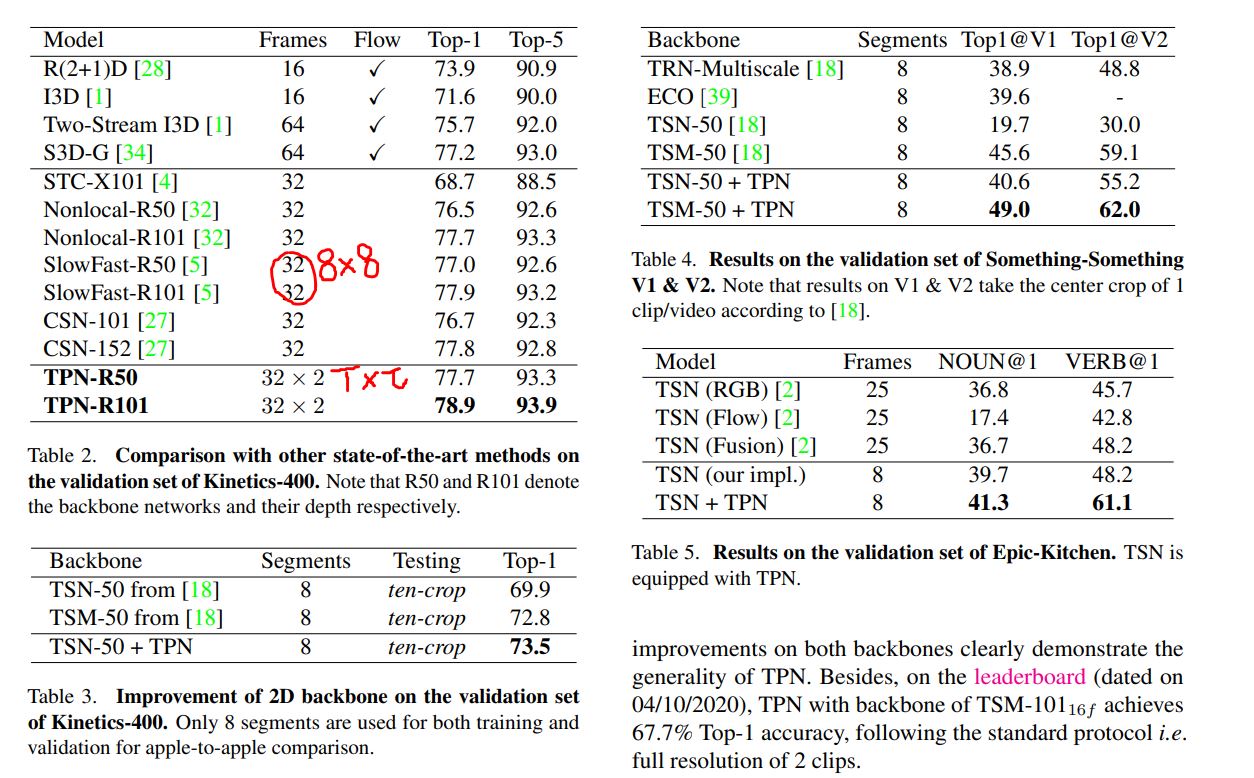 Model Frames Flow Top-1 Top-5
R(2+1)D [28] 16 ✓ 73.9 90.9
I3D [1] 16 ✓ 71.6 90.0
Two-Stream I3D [1] 64 ✓ 75.7 92.0
S3D-G [34] 64 ✓ 77.2 93.0
STC-X101 [4] 32 68.7 88.5
Nonlocal-R50 [32] 32 76.5 92.6
Nonlocal-R101 [32] 32 77.7 93.3
SlowFast-R50 [5] 32 8×8 77.0 92.6
SlowFast-R101 [5] 32 77.9 93.2
CSN-101 [27] 32 76.7 92.3
CSN-152 [27] 32 77.8 92.8
TPN-R50 32 × 2 T×τ 77.7 93.3
TPN-R101 32 × 2 78.9 93.9
Table 2. Comparison with other state-of-the-art methods on
the validation set of Kinetics-400. Note that R50 and R101 denote
the backbone networks and their depth respectively.
Backbone Segments Testing Top-1
TSN-50 from [18] 8 ten-crop 69.9
TSM-50 from [18] 8 ten-crop 72.8
TSN-50 + TPN 8 ten-crop 73.5
Table 3. Improvement of 2D backbone on the validation set
of Kinetics-400. Only 8 segments are used for both training and
validation for apple-to-apple comparison.
Backbone Segments Top1@V1 Top1@V2
TRN-Multiscale [18] 8 38.9 48.8
ECO [39] 8 39.6 -
TSN-50 [18] 8 19.7 30.0
TSM-50 [18] 8 45.6 59.1
TSN-50 + TPN 8 40.6 55.2
TSM-50 + TPN 8 49.0 62.0
Table 4. Results on the validation set of Something-Something
V1 & V2. Note that results on V1 & V2 take the center crop of 1
clip/video according to [18].
Model Frames NOUN@1 VERB@1
TSN (RGB) [2] 25 36.8 45.7
TSN (Flow) [2] 25 17.4 42.8
TSN (Fusion) [2] 25 36.7 48.2
TSN (our impl.) 8 39.7 48.2
TSN + TPN 8 41.3 61.1
Table 5. Results on the validation set of Epic-Kitchen. TSN is
equipped with TPN.
improvements on both backbones clearly demonstrate the
generality of TPN. Besides, on the leaderboard (dated on
04/10/2020), TPN with backbone of TSM-101₁₆f achieves
67.7% Top-1 accuracy, following the standard protocol i.e.
full resolution of 2 clips.